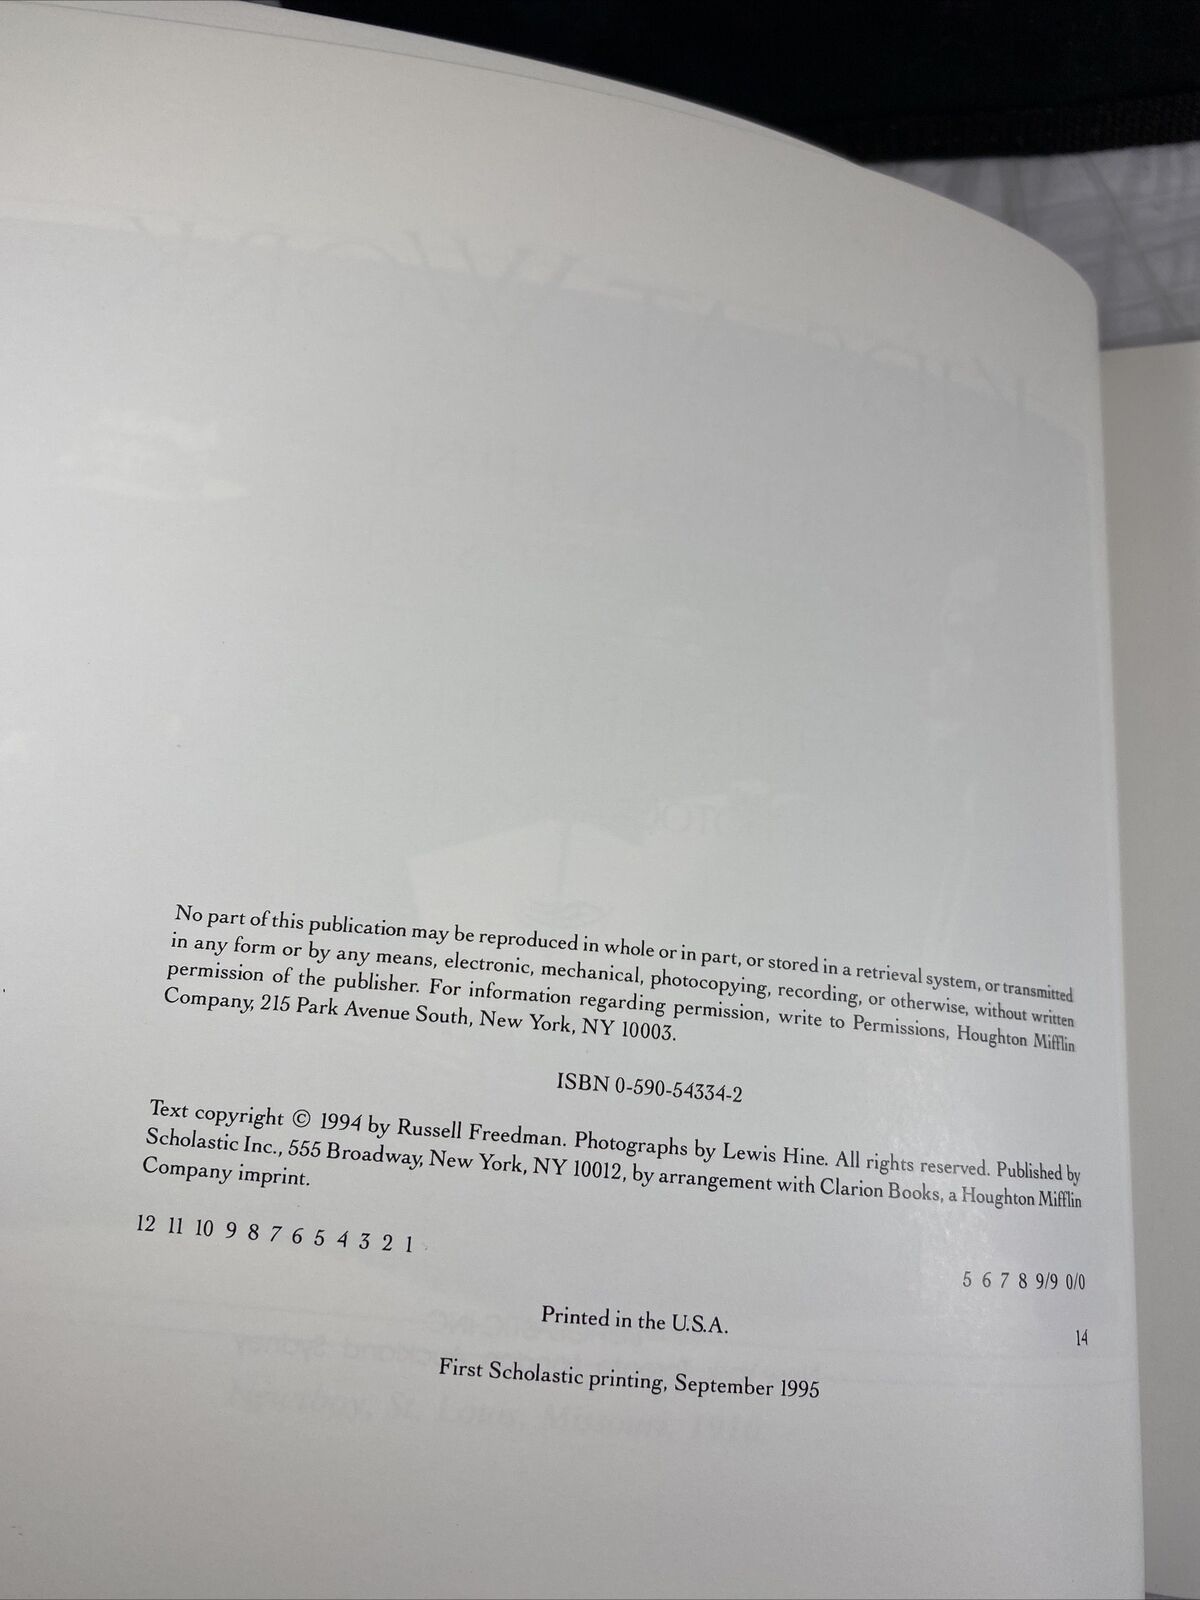 No part of this publication may be reproduced in whole or in part, or stored in a retrieval system, or transmitted
in any form or by any means, electronic, mechanical, photocopying, recording, or otherwise, without written
permission of the publisher. For information regarding permission, write to Permissions, Houghton Mifflin
Company, 215 Park Avenue South, New York, NY 10003.
ISBN 0-590-54334-2
Text copyright © 1994 by Russell Freedman. Photographs by Lewis Hine. All rights reserved. Published by
Scholastic Inc., 555 Broadway, New York, NY 10012, by arrangement with Clarion Books, a Houghton Mifflin
Company imprint.
12 11 10 9 8 7 6 5 4 3 2 1
5 6 7 8 9/9 0/0
Printed in the U.S.A.
14
First Scholastic printing, September 1995